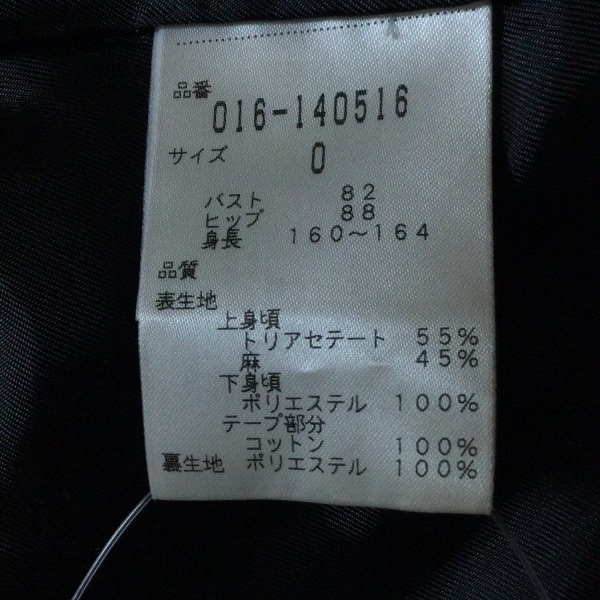 品番
016-140516
サイズ 0
バスト 82
ヒップ 88
身長 160～164
品質
表生地
上身頃
トリアセテート 55%
麻 45%
下身頃
ポリエステル 100%
テープ部分
コットン 100%
裏生地 ポリエステル 100%